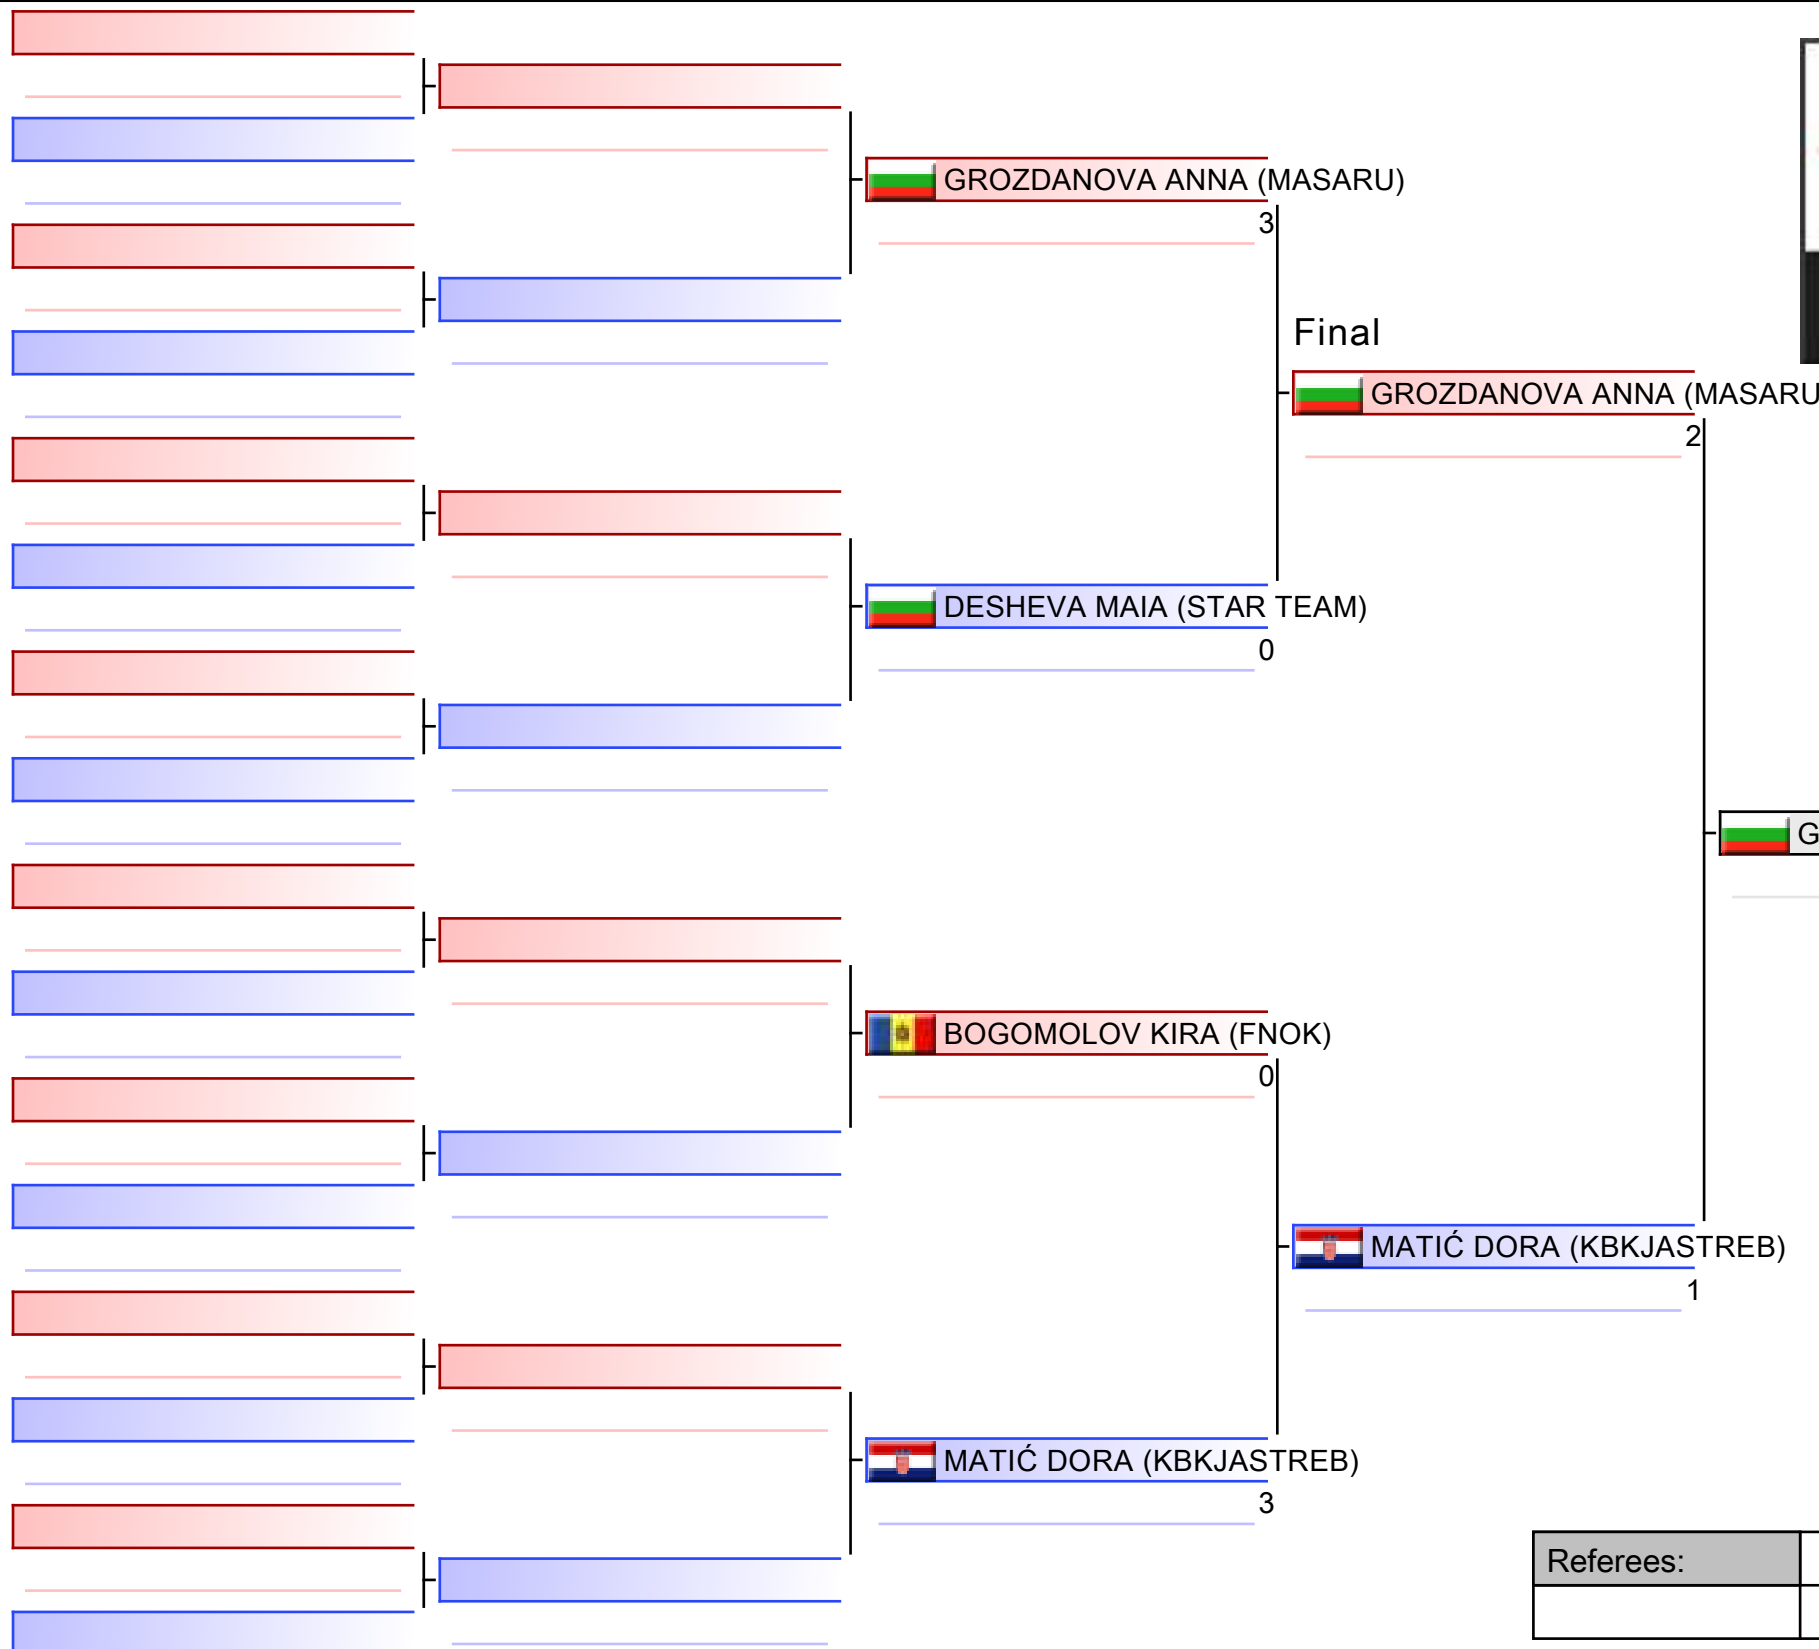 GROZDANOVA ANNA (MASARU)
3
Final
GROZDANOVA ANNA (MASARU
2
DESHEVA MAIA (STAR TEAM)
0
G
BOGOMOLOV KIRA (FNOK)
0
MATIĆ DORA (KBKJASTREB)
1
MATIĆ DORA (KBKJASTREB)
3
Referees: